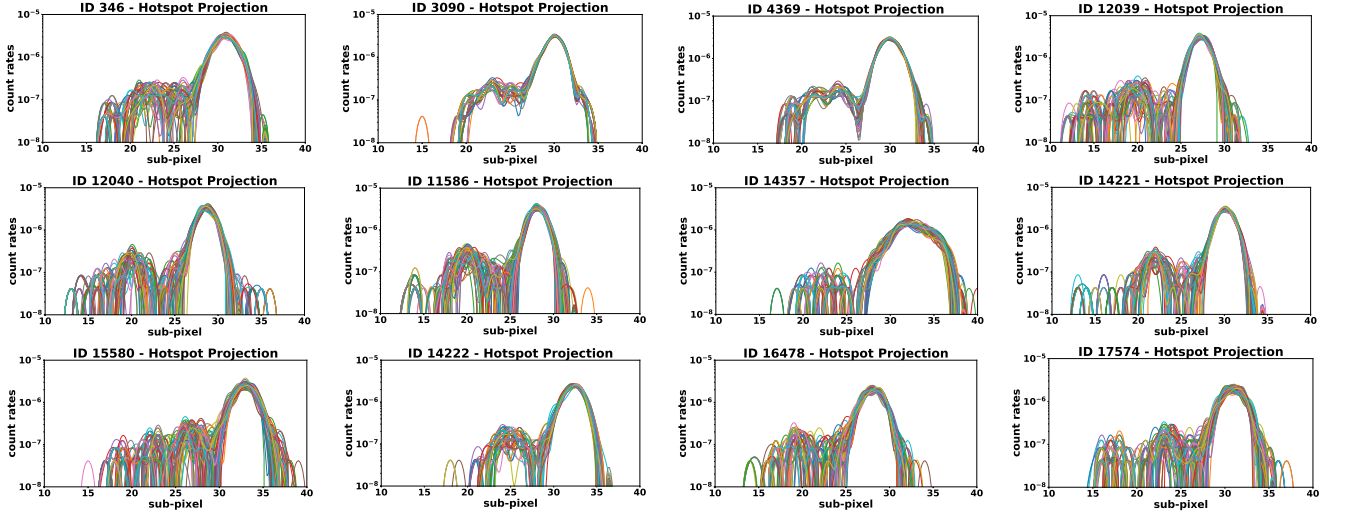 ID 346 - Hotspot Projection
ID 3090 - Hotspot Projection
ID 4369 - Hotspot Projection
ID 12039 - Hotspot Projection
count rates
10⁻⁵
10⁻⁶
10⁻⁷
10⁻⁸
10 15 20 25 30 35 40
sub-pixel
count rates
10⁻⁵
10⁻⁶
10⁻⁷
10⁻⁸
10 15 20 25 30 35 40
sub-pixel
count rates
10⁻⁵
10⁻⁶
10⁻⁷
10⁻⁸
10 15 20 25 30 35 40
sub-pixel
count rates
10⁻⁵
10⁻⁶
10⁻⁷
10⁻⁸
10 15 20 25 30 35 40
sub-pixel
ID 12040 - Hotspot Projection
ID 11586 - Hotspot Projection
ID 14357 - Hotspot Projection
ID 14221 - Hotspot Projection
count rates
10⁻⁵
10⁻⁶
10⁻⁷
10⁻⁸
10 15 20 25 30 35 40
sub-pixel
count rates
10⁻⁵
10⁻⁶
10⁻⁷
10⁻⁸
10 15 20 25 30 35 40
sub-pixel
count rates
10⁻⁵
10⁻⁶
10⁻⁷
10⁻⁸
10 15 20 25 30 35 40
sub-pixel
count rates
10⁻⁵
10⁻⁶
10⁻⁷
10⁻⁸
10 15 20 25 30 35 40
sub-pixel
ID 15580 - Hotspot Projection
ID 14222 - Hotspot Projection
ID 16478 - Hotspot Projection
ID 17574 - Hotspot Projection
count rates
10⁻⁵
10⁻⁶
10⁻⁷
10⁻⁸
10 15 20 25 30 35 40
sub-pixel
count rates
10⁻⁵
10⁻⁶
10⁻⁷
10⁻⁸
10 15 20 25 30 35 40
sub-pixel
count rates
10⁻⁵
10⁻⁶
10⁻⁷
10⁻⁸
10 15 20 25 30 35 40
sub-pixel
count rates
10⁻⁵
10⁻⁶
10⁻⁷
10⁻⁸
10 15 20 25 30 35 40
sub-pixel